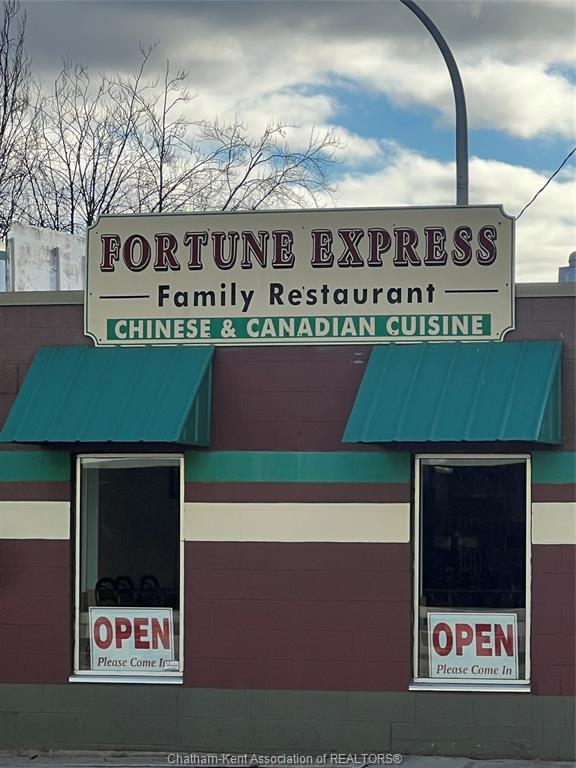 FORTUNE EXPRESS
Family Restaurant
CHINESE & CANADIAN CUISINE
OPEN
Please Come In
OPEN
Please Come In
Chatham-Kent Association of REALTORS®